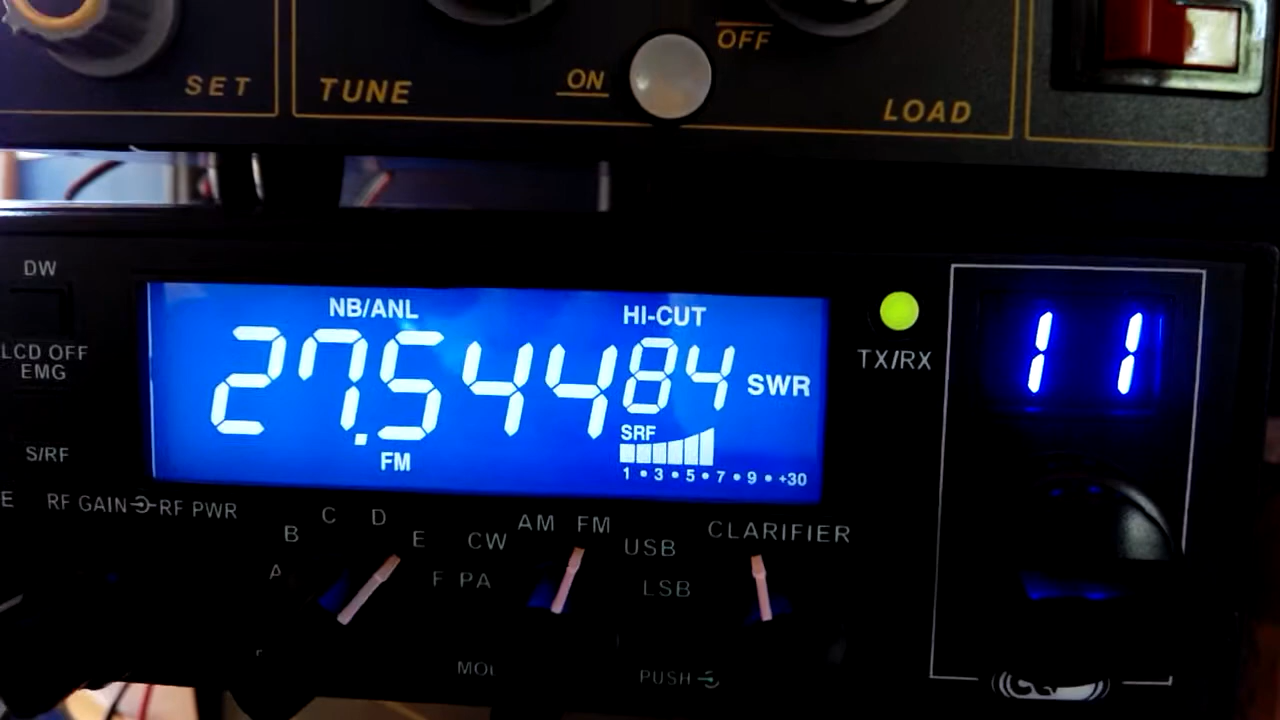 SET
TUNE
ON
OFF
LOAD
DW
LCD OFF
EMG
S/RF
NB/ANL
HI-CUT
27.54484
SWR
FM
SRF
1 • 3 • 5 • 7 • 9 • +30
TX/RX
11
RF GAIN RF PWR
A B C D E F
PA CW AM FM USB LSB
CLARIFIER
PUSH